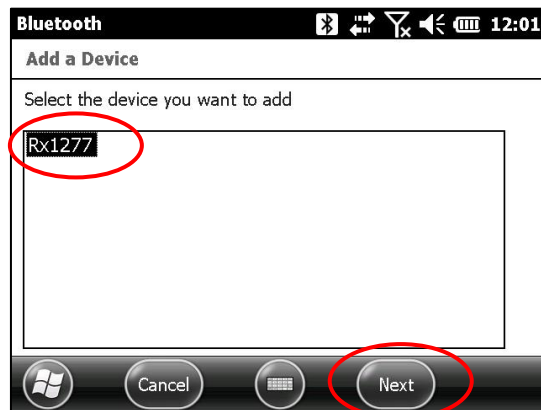 Bluetooth 12:01
Add a Device
Select the device you want to add
Rx1277
Cancel Next